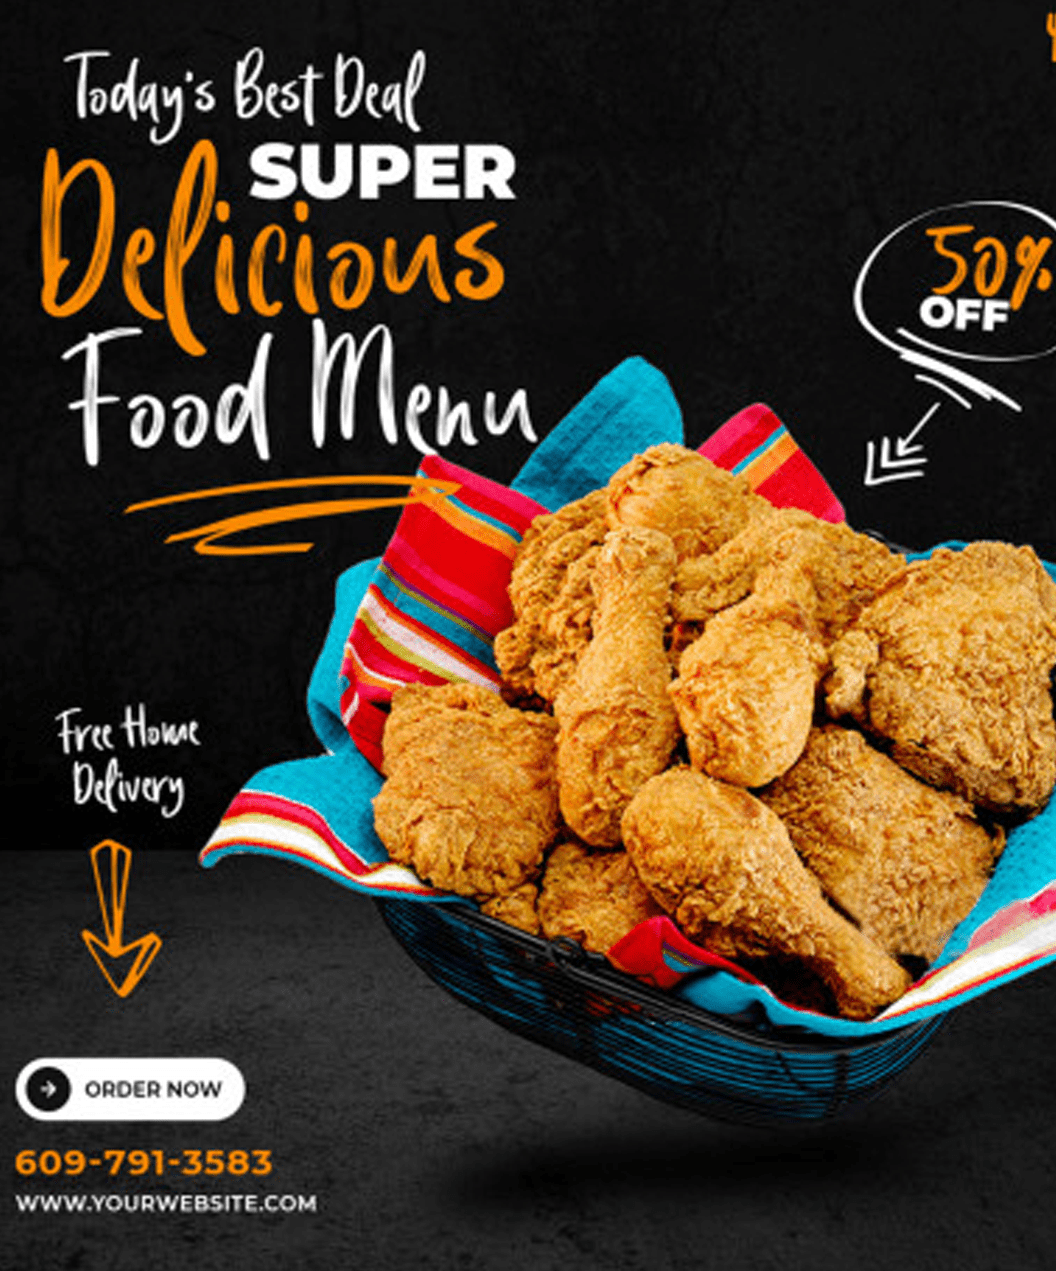 Today's Best Deal
SUPER
Delicious
Food Menu
50%
OFF
Free Home
Delivery
ORDER NOW
609-791-3583
WWW.YOURWEBSITE.COM